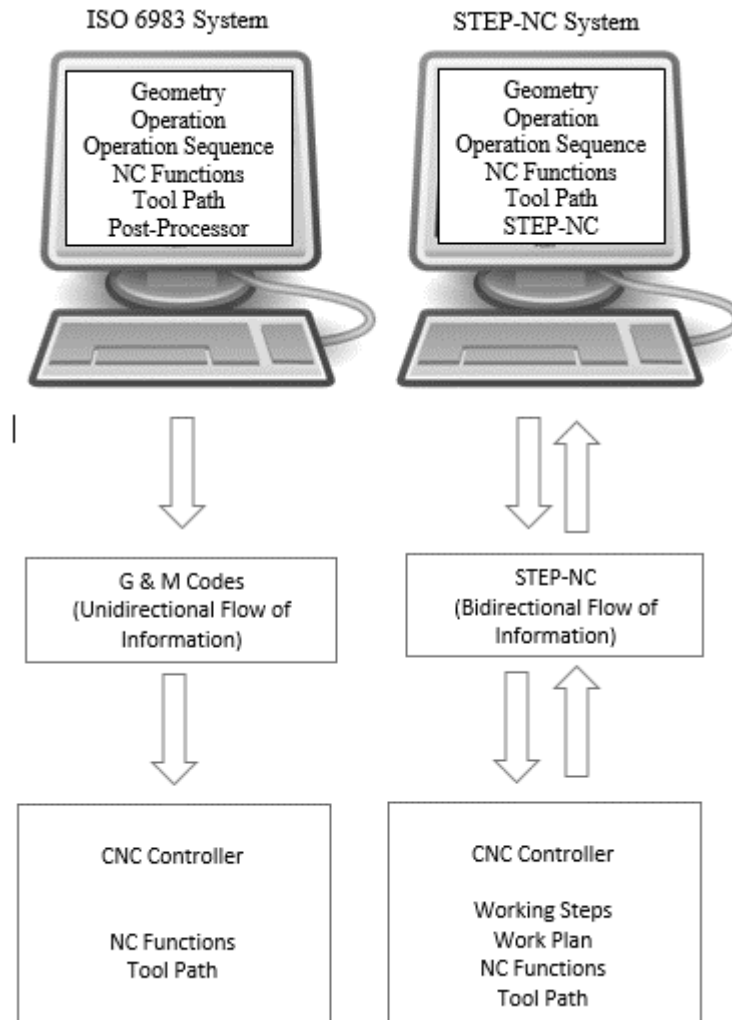 ISO 6983 System
Geometry
Operation
Operation Sequence
NC Functions
Tool Path
Post-Processor
G & M Codes
(Unidirectional Flow of
Information)
CNC Controller
NC Functions
Tool Path
STEP-NC System
Geometry
Operation
Operation Sequence
NC Functions
Tool Path
STEP-NC
STEP-NC
(Bidirectional Flow of
Information)
CNC Controller
Working Steps
Work Plan
NC Functions
Tool Path